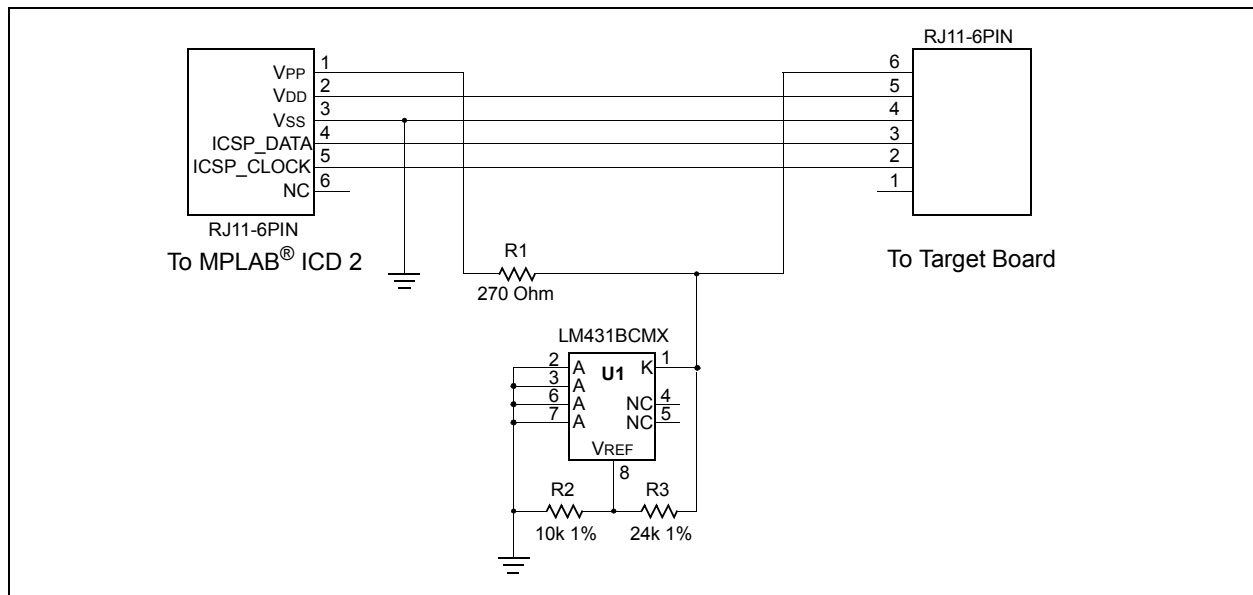 RJ11-6PIN
VPP 1
VDD 2
VSS 3
ICSP_DATA 4
ICSP_CLOCK 5
NC 6
RJ11-6PIN
To MPLAB® ICD 2
6
5
4
3
2
1
To Target Board
R1
270 Ohm
LM431BCMX
2 A U1 K 1
3 A
6 A NC 4
7 A NC 5
VREF
8
R2 R3
10k 1% 24k 1%